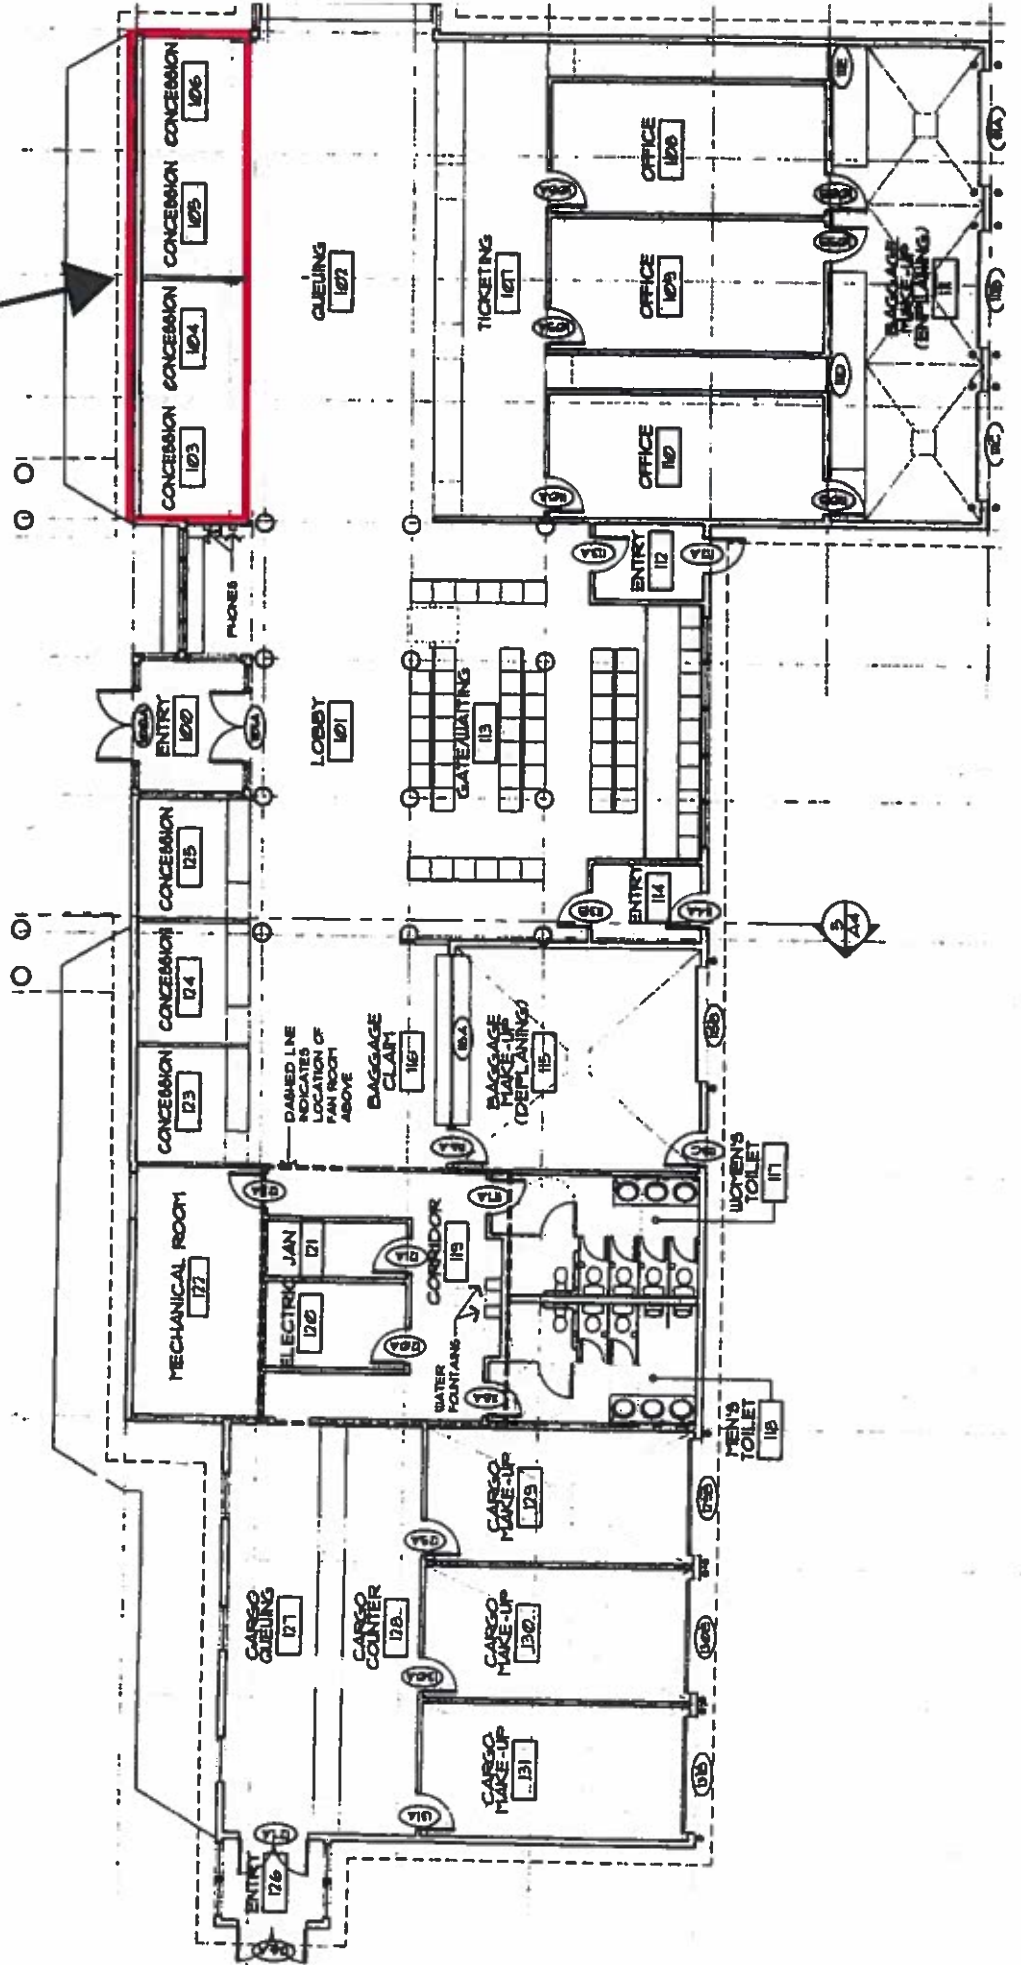 CONCESSION
106
CONCESSION
105
CONCESSION
104
CONCESSION
103
QUEUING
102
TICKETING
107
OFFICE
108
OFFICE
109
OFFICE
110
BAGGAGE
MAKE-UP
(ENPLANING)
111
PHONES
ENTRY
112
ENTRY
100
LOBBY
101
GATE/WAITING
113
CONCESSION
125
CONCESSION
124
CONCESSION
123
ENTRY
114
5
A4
DASHED LINE
INDICATES
LOCATION OF
FAN ROOM
ABOVE
BAGGAGE
CLAIM
116
BAGGAGE
MAKE-UP
(DEPLANING)
115
MECHANICAL ROOM
122
JAN
121
ELECTRIC
120
CORRIDOR
119
WATER
FOUNTAINS
WOMEN'S
TOILET
117
MEN'S
TOILET
118
CARGO
QUEUING
127
CARGO
COUNTER
128
CARGO
MAKE-UP
129
CARGO
MAKE-UP
130
CARGO
MAKE-UP
131
ENTRY
126